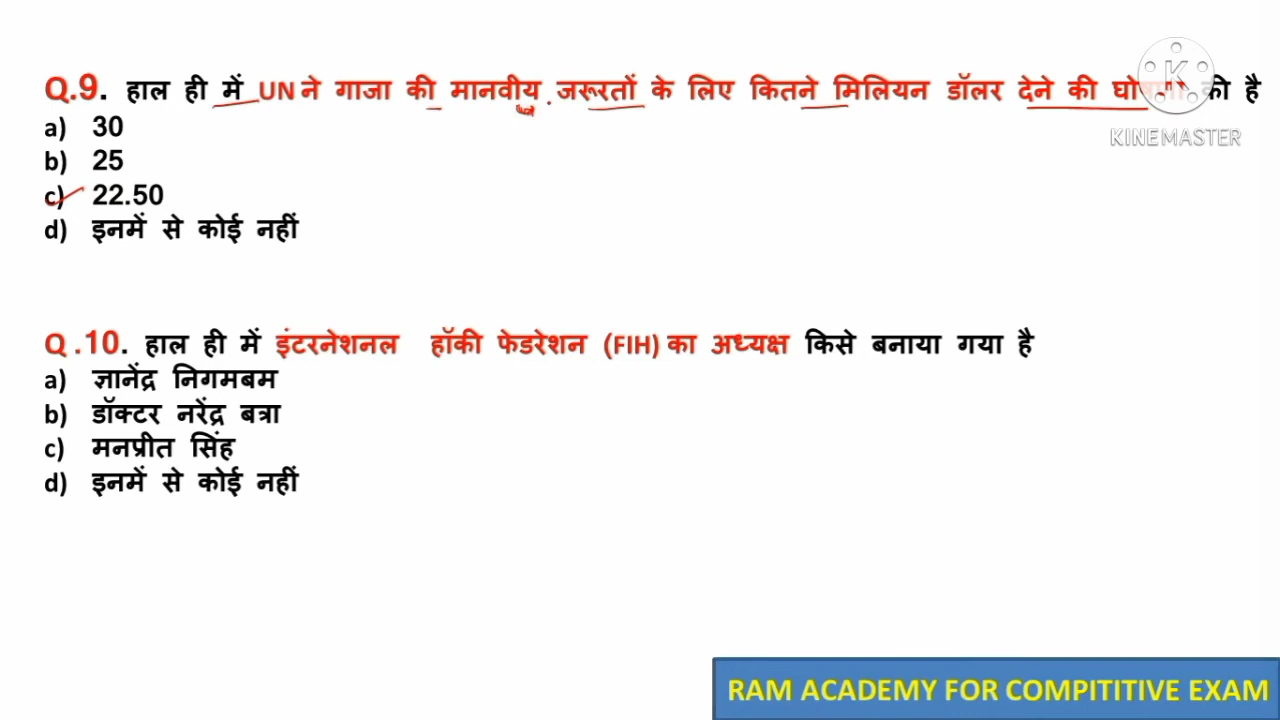 Q.9. हाल ही में UN ने गाजा की मानवीय जरूरतों के लिए कितने मिलियन डॉलर देने की घोषणा की है
a) 30
b) 25
c) 22.50
d) इनमें से कोई नहीं
Q .10. हाल ही में इंटरनेशनल हॉकी फेडरेशन (FIH) का अध्यक्ष किसे बनाया गया है
a) ज्ञानेंद्र निगमबम
b) डॉक्टर नरेंद्र बत्रा
c) मनप्रीत सिंह
d) इनमें से कोई नहीं
K
KINEMASTER
RAM ACADEMY FOR COMPITITIVE EXAM